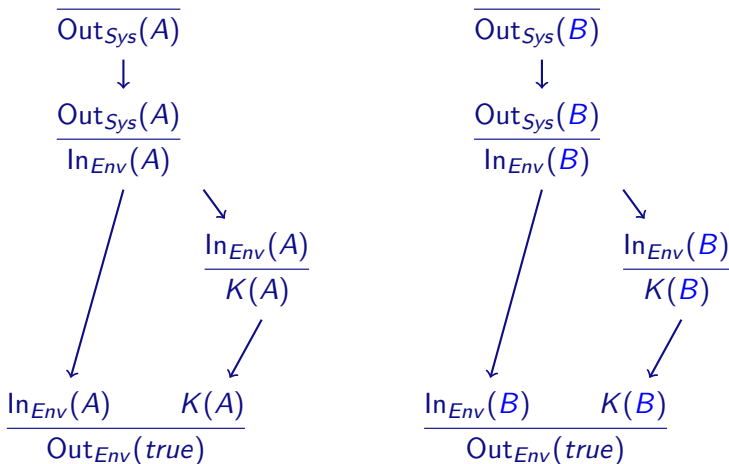 Out_Sys(A) Out_Sys(B)
Out_Sys(A) Out_Sys(B)
In_Env(A) In_Env(B)
In_Env(A) In_Env(B)
K(A) K(B)
In_Env(A) K(A) In_Env(B) K(B)
Out_Env(true) Out_Env(true)